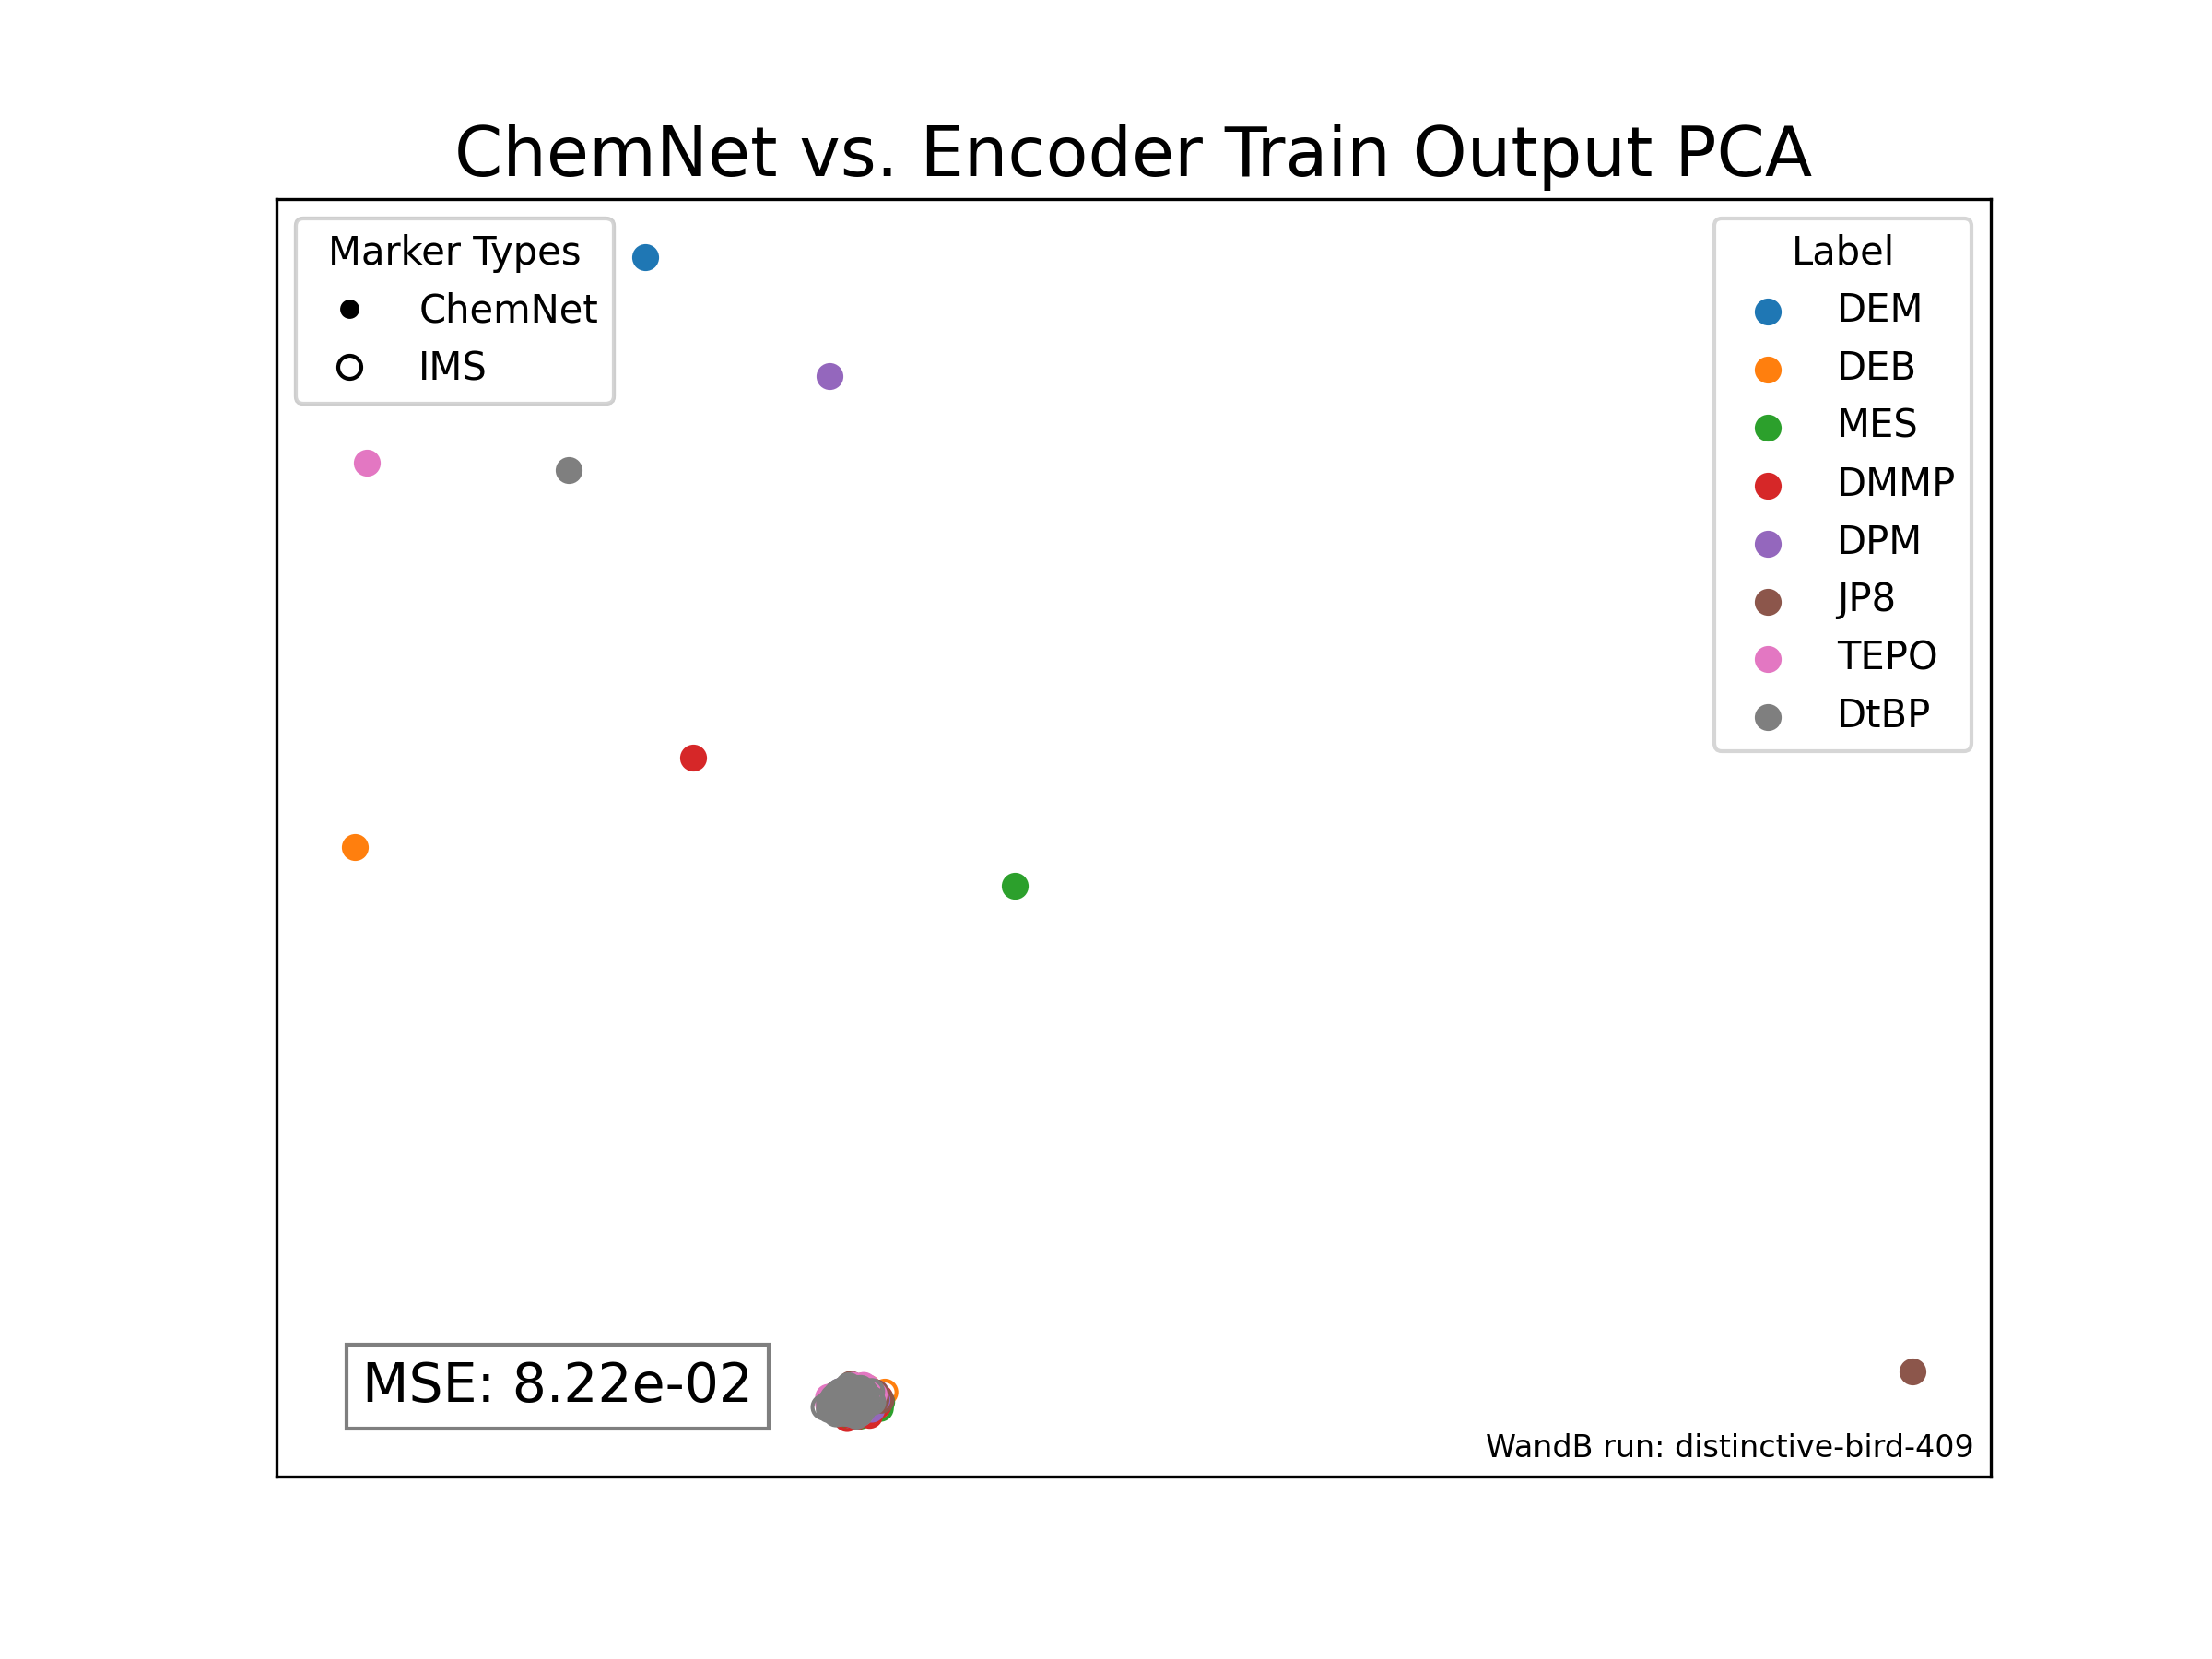 ChemNet vs. Encoder Train Output PCA
Marker Types
ChemNet
IMS
Label
DEM
DEB
MES
DMMP
DPM
JP8
TEPO
DtBP
MSE: 8.22e-02
WandB run: distinctive-bird-409